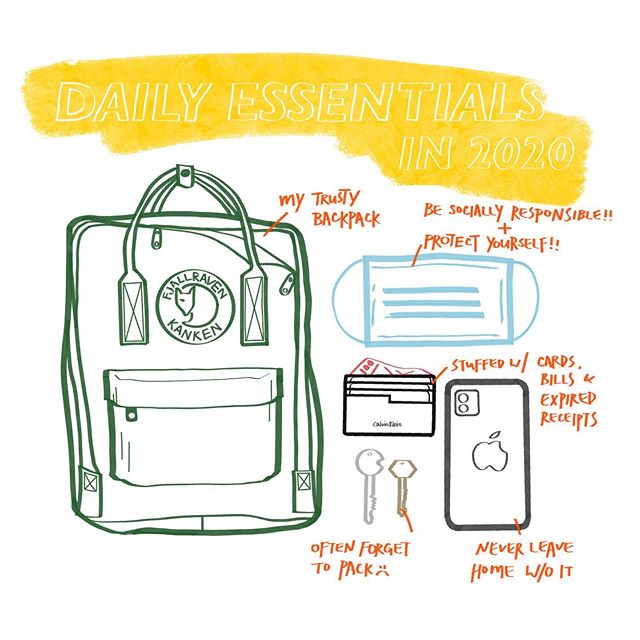 DAILY ESSENTIALS
IN 2020
MY TRUSTY
BACKPACK
BE SOCIALLY RESPONSIBLE!!
+
PROTECT YOURSELF!!
FJALLRAVEN
KANKEN
100
STUFFED W/ CARDS,
BILLS &
EXPIRED
RECEIPTS
Calvin Klein
OFTEN FORGET
TO PACK :(
NEVER LEAVE
HOME W/O IT